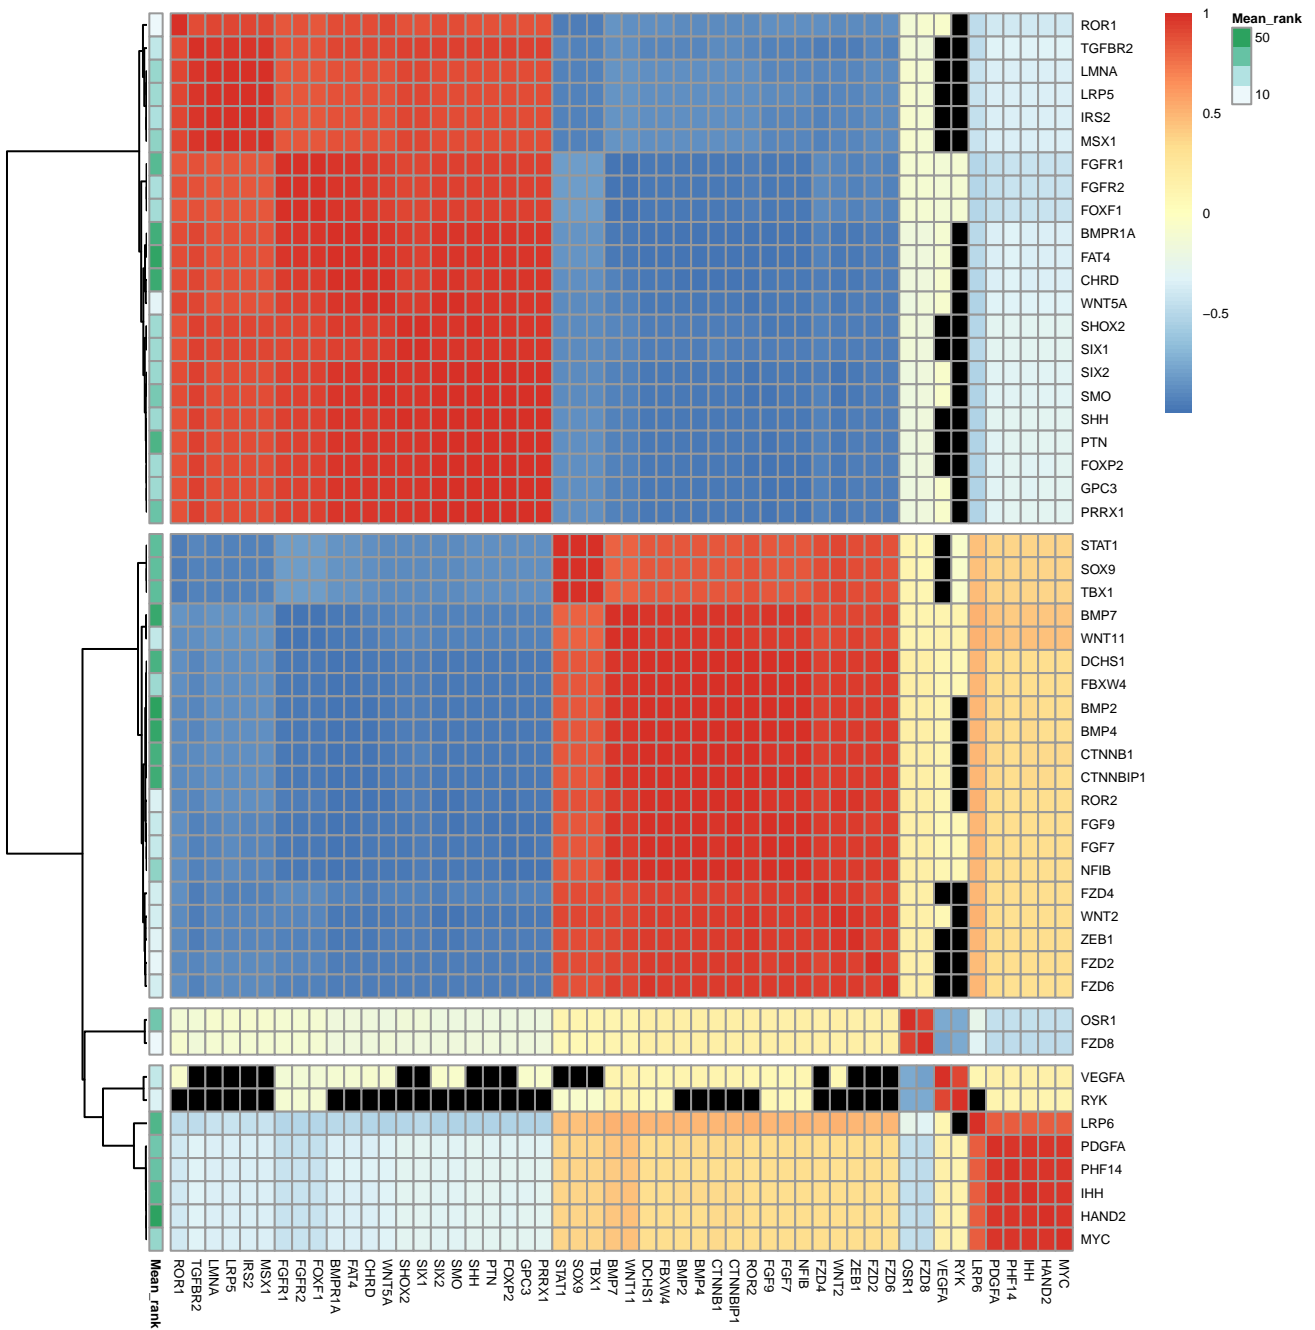 1
0.5
0
−0.5
Mean_rank
50
10
ROR1
TGFBR2
LMNA
LRP5
IRS2
MSX1
FGFR1
FGFR2
FOXF1
BMPR1A
FAT4
CHRD
WNT5A
SHOX2
SIX1
SIX2
SMO
SHH
PTN
FOXP2
GPC3
PRRX1
STAT1
SOX9
TBX1
BMP7
WNT11
DCHS1
FBXW4
BMP2
BMP4
CTNNB1
CTNNBIP1
ROR2
FGF9
FGF7
NFIB
FZD4
WNT2
ZEB1
FZD2
FZD6
OSR1
FZD8
VEGFA
RYK
LRP6
PDGFA
PHF14
IHH
HAND2
MYC
Mean_rank
ROR1
TGFBR2
LMNA
LRP5
IRS2
MSX1
FGFR1
FGFR2
FOXF1
BMPR1A
FAT4
CHRD
WNT5A
SHOX2
SIX1
SIX2
SMO
SHH
PTN
FOXP2
GPC3
PRRX1
STAT1
SOX9
TBX1
BMP7
WNT11
DCHS1
FBXW4
BMP2
BMP4
CTNNB1
CTNNBIP1
ROR2
FGF9
FGF7
NFIB
FZD4
WNT2
ZEB1
FZD2
FZD6
OSR1
FZD8
VEGFA
RYK
LRP6
PDGFA
PHF14
IHH
HAND2
MYC